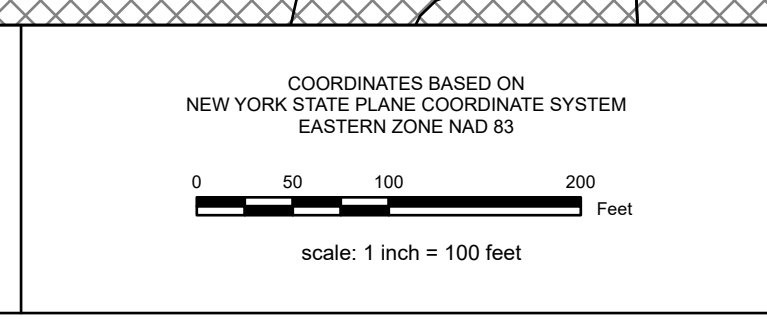 COORDINATES BASED ON
NEW YORK STATE PLANE COORDINATE SYSTEM
EASTERN ZONE NAD 83
0 50 100 200
Feet
scale: 1 inch = 100 feet